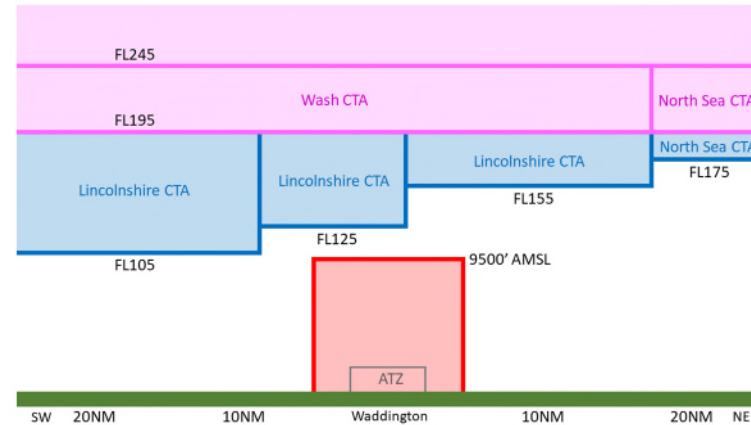 FL245
Wash CTA
North Sea CTA
FL195
North Sea CTA
Lincolnshire CTA
FL175
Lincolnshire CTA
Lincolnshire CTA
FL155
FL125
9500' AMSL
FL105
ATZ
SW 20NM 10NM Waddington 10NM 20NM NE